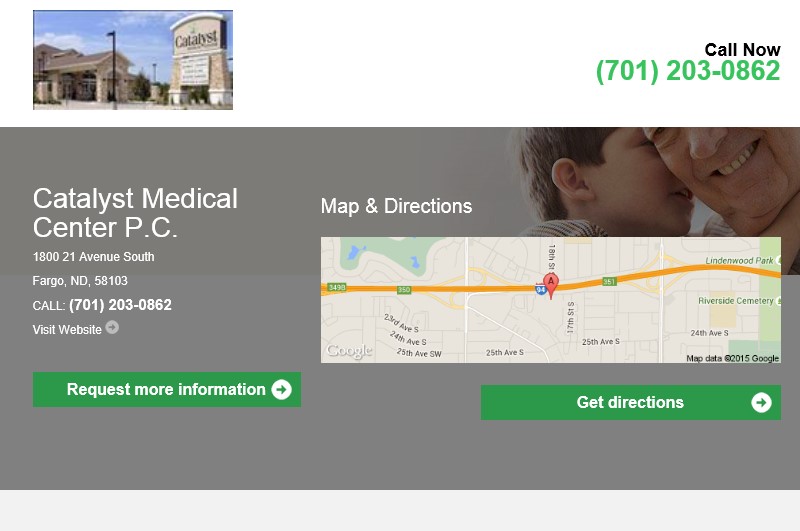 Catalyst
Call Now
(701) 203-0862
Catalyst Medical
Center P.C.
1800 21 Avenue South
Fargo, ND, 58103
CALL: (701) 203-0862
Visit Website
Request more information
Map & Directions
18th St S
Lindenwood Park
349B
350
94
A
351
17th St S
Riverside Cemetery
23rd Ave S
24th Ave S
24th Ave S
25th Ave SW
25th Ave S
25th Ave S
Google
Map data ©2015 Google
Get directions